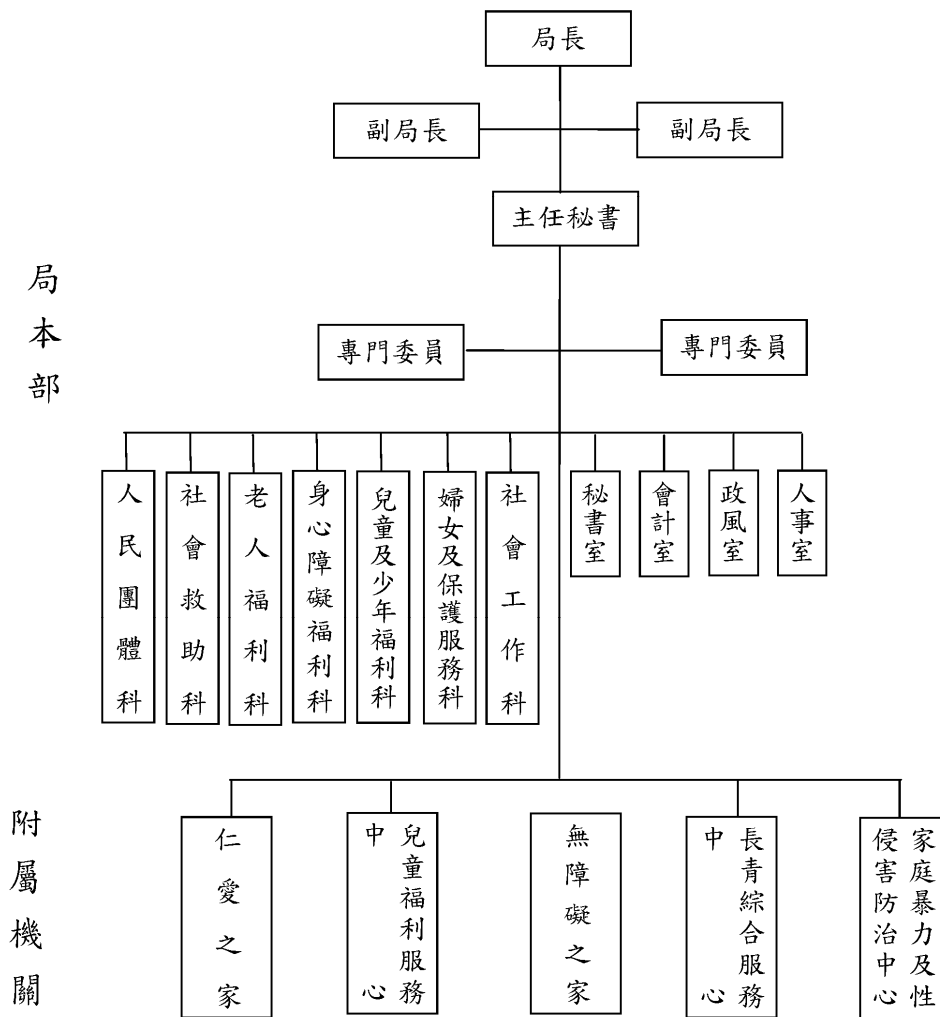 局長
副局長
副局長
主任秘書
局本部
專門委員
專門委員
人民團體科
社會救助科
老人福利科
身心障礙福利科
兒童及少年福利科
婦女及保護服務科
社會工作科
秘書室
會計室
政風室
人事室
附屬機關
仁愛之家
兒童福利服務
中心
無障礙之家
長青綜合服務
中心
家庭暴力及性
侵害防治中心